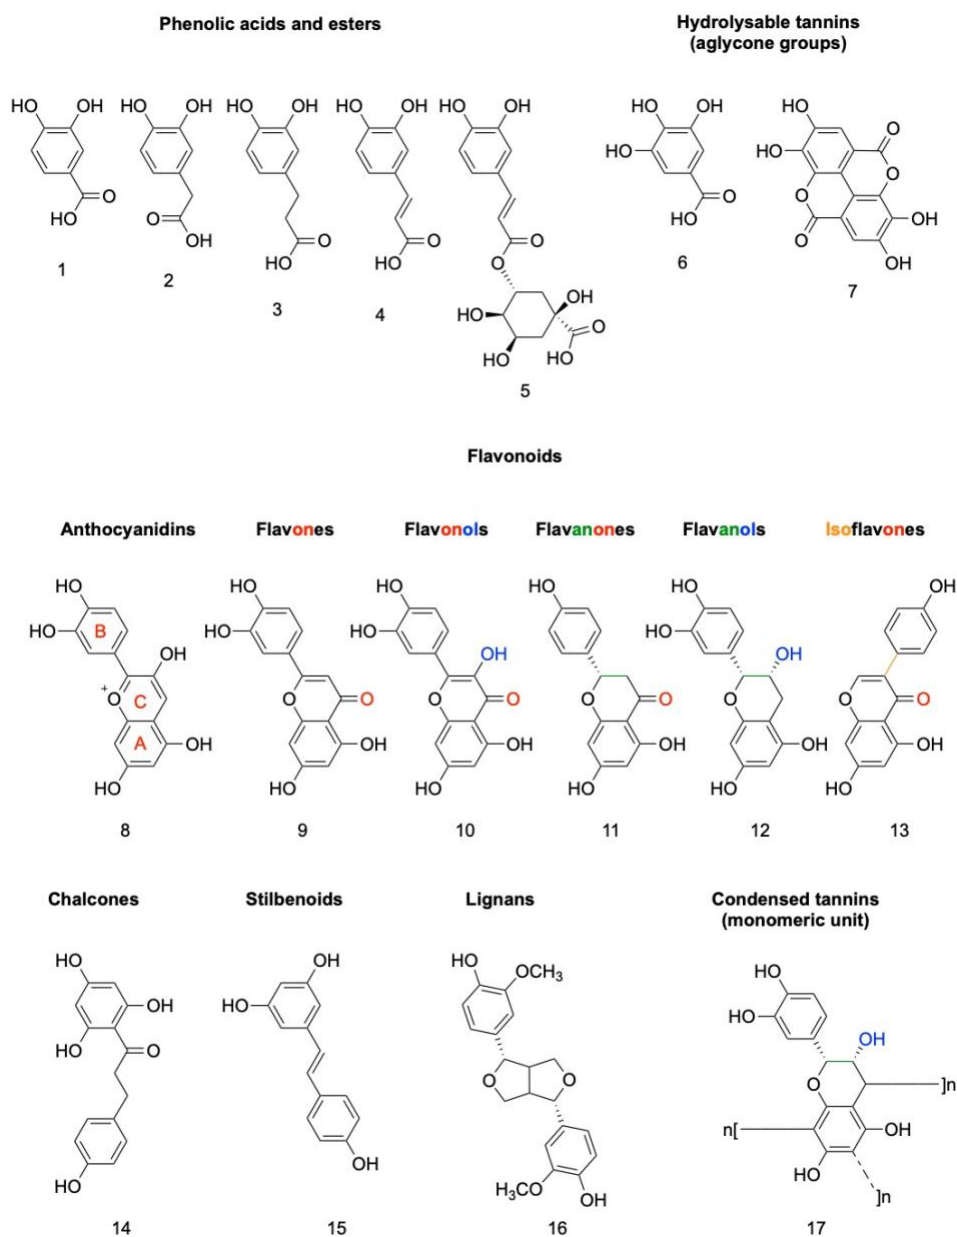 Phenolic acids and esters
Hydrolysable tannins
(aglycone groups)
HO OH HO OH HO OH HO OH HO OH
HO OH HO
HO HO O
O O
O O O O
HO O O O O OH
OH HO HO O O
HO OH
1 2 3 4 6 7
HO OH
O
HO HO
5
Flavonoids
Anthocyanidins Flavones Flavonols Flavanones Flavanols Isoflavones
HO HO HO HO HO OH
HO B HO HO HO
OH OH OH
+
O C O O O O O O O O O O
A OH OH OH OH OH OH
HO HO HO HO HO HO
8 9 10 11 12 13
Chalcones Stilbenoids Lignans Condensed tannins
(monomeric unit)
HO OH HO OCH3 HO
OH HO HO
HO O OH
O O O ]n
n[ OH
HO OH H3CO OH HO
]n
14 15 16 17